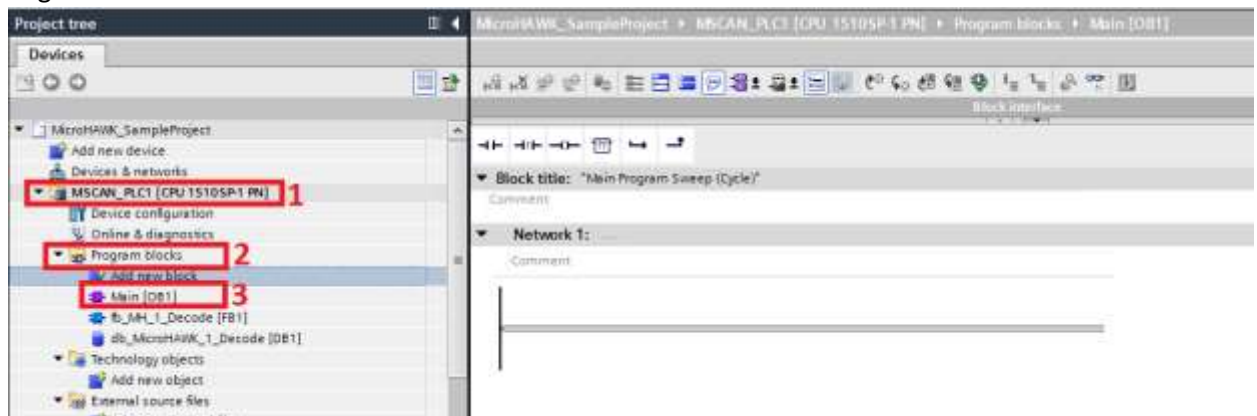 Project tree
MicroHAWK_SampleProject ▸ MSCAN_PLC1 [CPU 1510SP-1 PN] ▸ Program blocks ▸ Main [OB1]
Devices
Block interface
MicroHAWK_SampleProject
Add new device
Devices & networks
MSCAN_PLC1 [CPU 1510SP-1 PN] 1
Device configuration
Online & diagnostics
Program blocks 2
Add new block
Main [OB1] 3
fb_MH_1_Decode [FB1]
db_MicroHAWK_1_Decode [DB1]
Technology objects
Add new object
External source files
Block title: "Main Program Sweep (Cycle)"
Comment
Network 1: ......
Comment